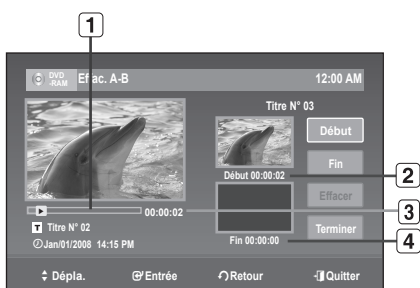 1
DVD
-RAM
Effac. A-B
12:00 AM
Titre N° 03
Début
Début 00:00:02
Fin
2
00:00:02
Effacer
3
T Titre N° 02
Jan/01/2008 14:15 PM
Fin 00:00:00
Terminer
4
Dépla.
Entrée
Retour
Quitter